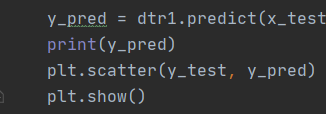 y_pred = dtr1.predict(x_test
print(y_pred)
plt.scatter(y_test, y_pred)
plt.show()